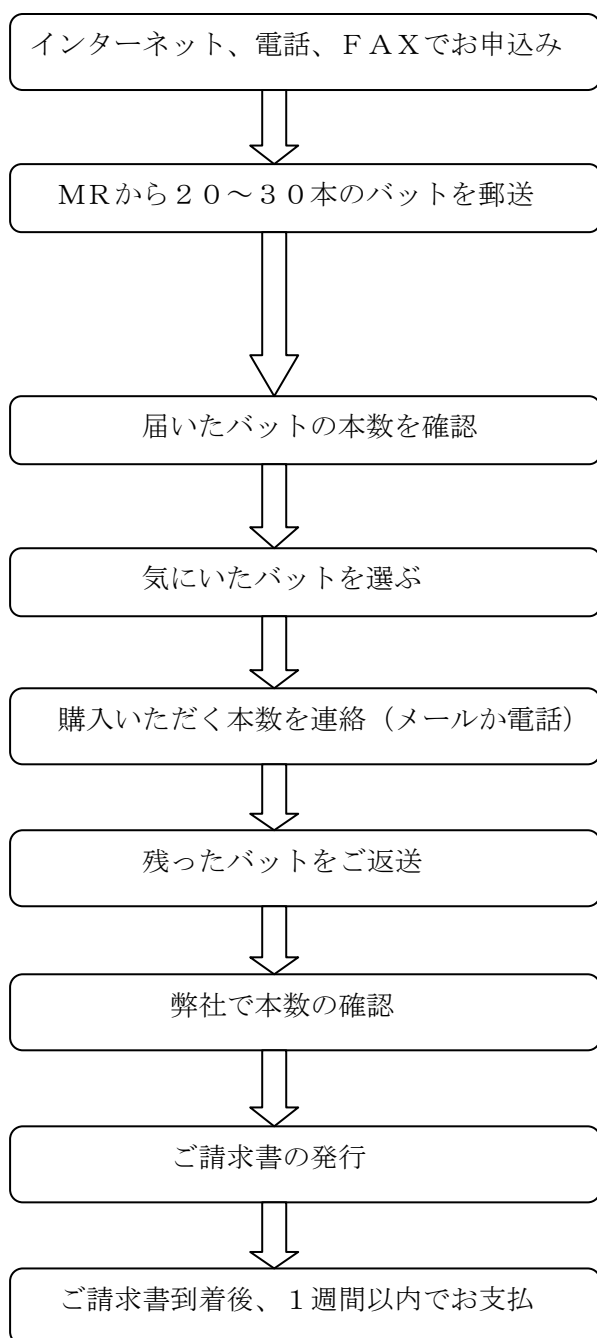 インターネット、電話、ＦＡＸでお申込み
ＭＲから２０～３０本のバットを郵送
届いたバットの本数を確認
気にいたバットを選ぶ
購入いただく本数を連絡（メールか電話）
残ったバットをご返送
弊社で本数の確認
ご請求書の発行
ご請求書到着後、１週間以内でお支払